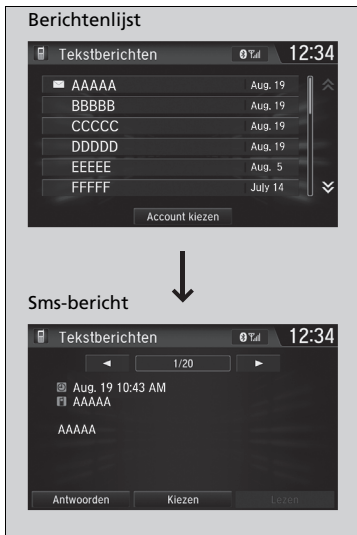 Berichtenlijst
Tekstberichten 12:34
AAAAA Aug. 19
BBBBB Aug. 19
CCCCC Aug. 19
DDDDD Aug. 19
EEEEE Aug. 5
FFFFF July 14
Account kiezen
Sms-bericht
Tekstberichten 12:34
1/20
Aug. 19 10:43 AM
AAAAA
AAAAA
Antwoorden Kiezen Lezen